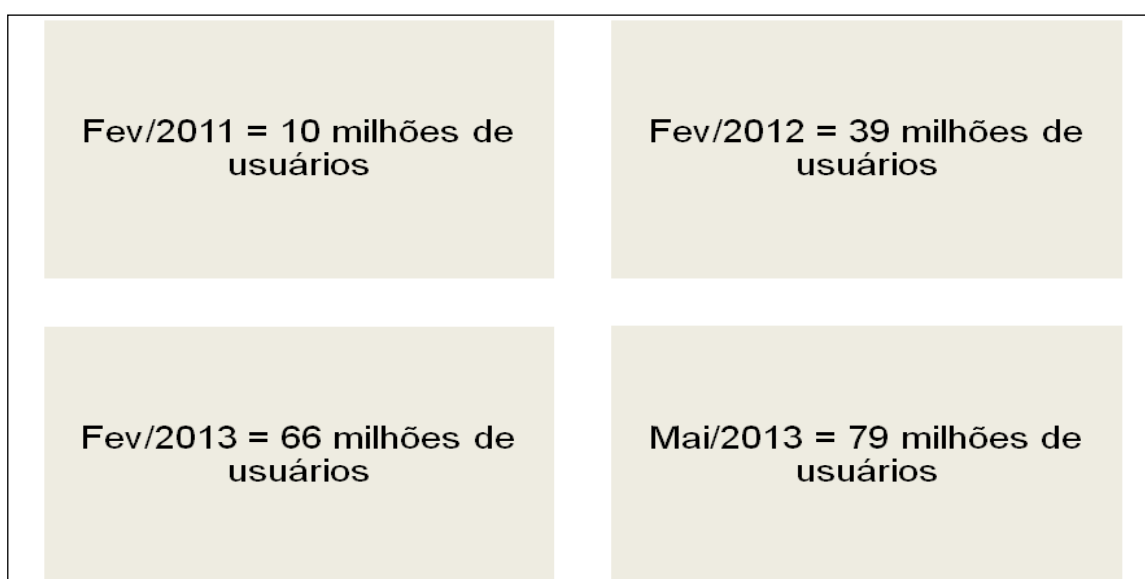 Fev/2011 = 10 milhões de
usuários
Fev/2012 = 39 milhões de
usuários
Fev/2013 = 66 milhões de
usuários
Mai/2013 = 79 milhões de
usuários